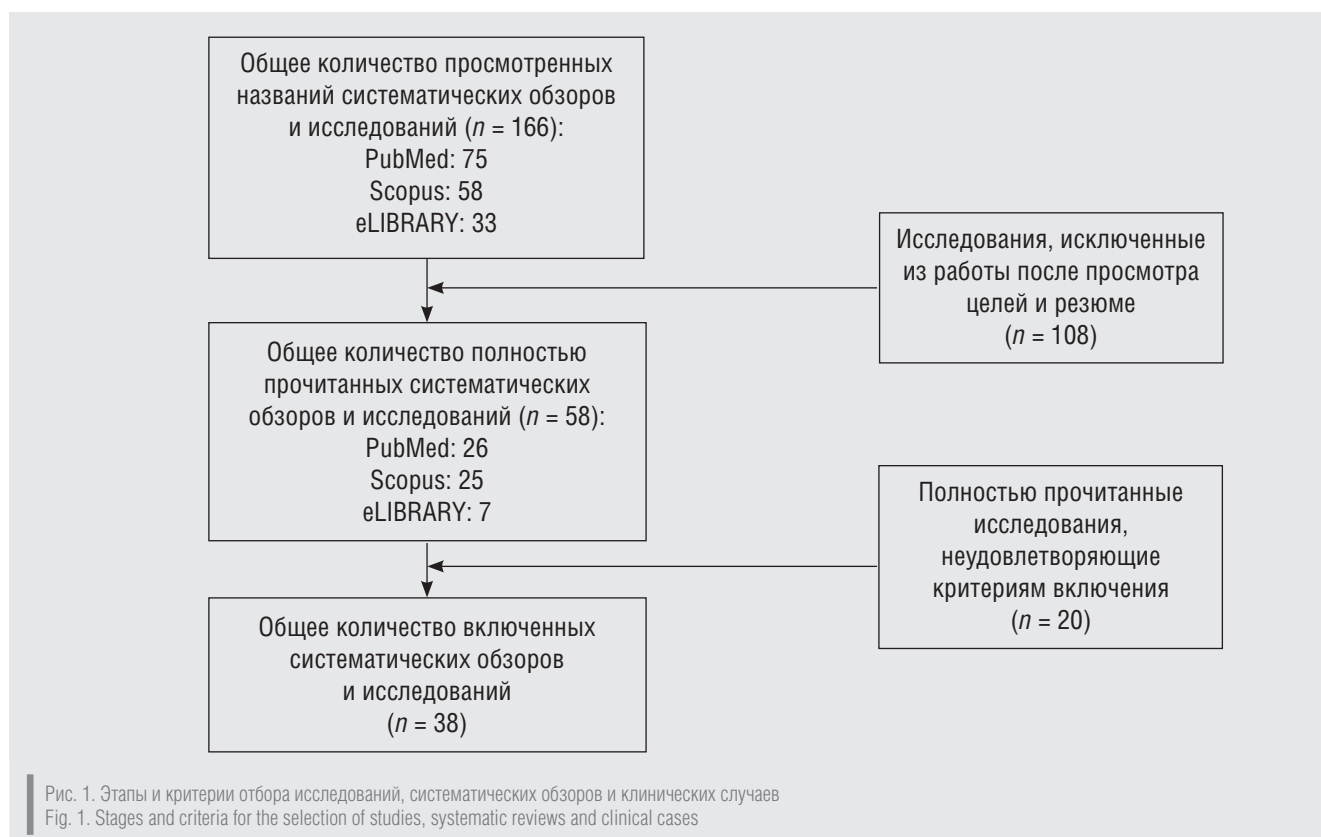 Общее количество просмотренных
названий систематических обзоров
и исследований (n = 166):
PubMed: 75
Scopus: 58
eLIBRARY: 33
Исследования, исключенные
из работы после просмотра
целей и резюме
(n = 108)
Общее количество полностью
прочитанных систематических
обзоров и исследований (n = 58):
PubMed: 26
Scopus: 25
eLIBRARY: 7
Полностью прочитанные
исследования,
неудовлетворяющие
критериям включения
(n = 20)
Общее количество включенных
систематических обзоров
и исследований
(n = 38)
Рис. 1. Этапы и критерии отбора исследований, систематических обзоров и клинических случаев
Fig. 1. Stages and criteria for the selection of studies, systematic reviews and clinical cases